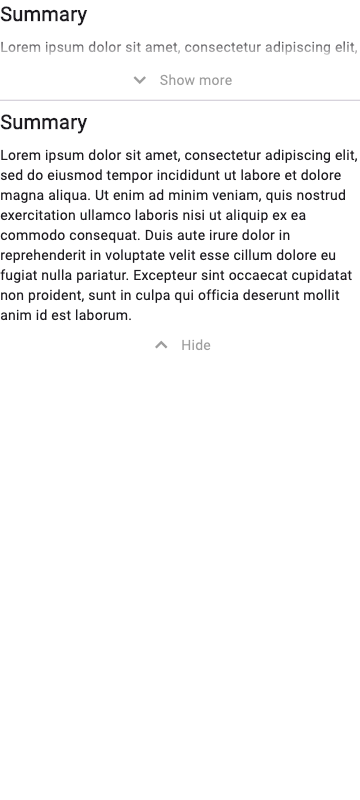 Summary
Lorem ipsum dolor sit amet, consectetur adipiscing elit,
Show more
Summary
Lorem ipsum dolor sit amet, consectetur adipiscing elit,
sed do eiusmod tempor incididunt ut labore et dolore
magna aliqua. Ut enim ad minim veniam, quis nostrud
exercitation ullamco laboris nisi ut aliquip ex ea
commodo consequat. Duis aute irure dolor in
reprehenderit in voluptate velit esse cillum dolore eu
fugiat nulla pariatur. Excepteur sint occaecat cupidatat
non proident, sunt in culpa qui officia deserunt mollit
anim id est laborum.
Hide